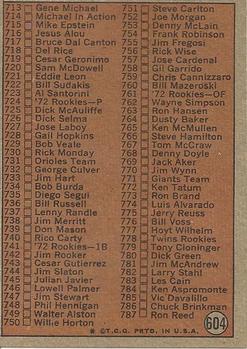 713 Gene Michael
714 Michael In Action
715 Mike Epstein
716 Jesus Alou
717 Bruce Dal Canton
718 Del Rice
719 Cesar Geronimo
720 Sam McDowell
721 Eddie Leon
722 Bill Sudakis
723 Al Santorini
724 '72 Rookies—P
725 Dick McAuliffe
726 Dick Selma
727 Jose Laboy
728 Gail Hopkins
729 Bob Veale
730 Rick Monday
731 Orioles Team
732 George Culver
733 Jim Hart
734 Bob Burda
735 Diego Segui
736 Bill Russell
737 Lenny Randle
738 Jim Merritt
739 Don Mason
740 Rico Carty
741 '72 Rookies—1B
742 Jim Rooker
743 Cesar Gutierrez
744 Jim Slaton
745 Julian Javier
746 Lowell Palmer
747 Jim Stewart
748 Phil Hennigan
749 Walter Alston
750 Willie Horton
751 Steve Carlton
752 Joe Morgan
753 Denny McLain
754 Frank Robinson
755 Jim Fregosi
756 Rick Wise
757 Jose Cardenal
758 Gil Garrido
759 Chris Cannizzaro
760 Bill Mazeroski
761 '72 Rookies—OF
762 Wayne Simpson
763 Ron Hansen
764 Dusty Baker
765 Ken McMullen
766 Steve Hamilton
767 Tom McCraw
768 Denny Doyle
769 Jack Aker
770 Jim Wynn
771 Giants Team
772 Ken Tatum
773 Ron Brand
774 Luis Alvarado
775 Jerry Reuss
776 Bill Voss
777 Hoyt Wilhelm
778 Twins Rookies
779 Tony Cloninger
780 Dick Green
781 Jim McAndrew
782 Larry Stahl
783 Les Cain
784 Ken Aspromonte
785 Vic Davalillo
786 Chuck Brinkman
787 Ron Reed
© T.C.G. PRTD. IN U.S.A.
604